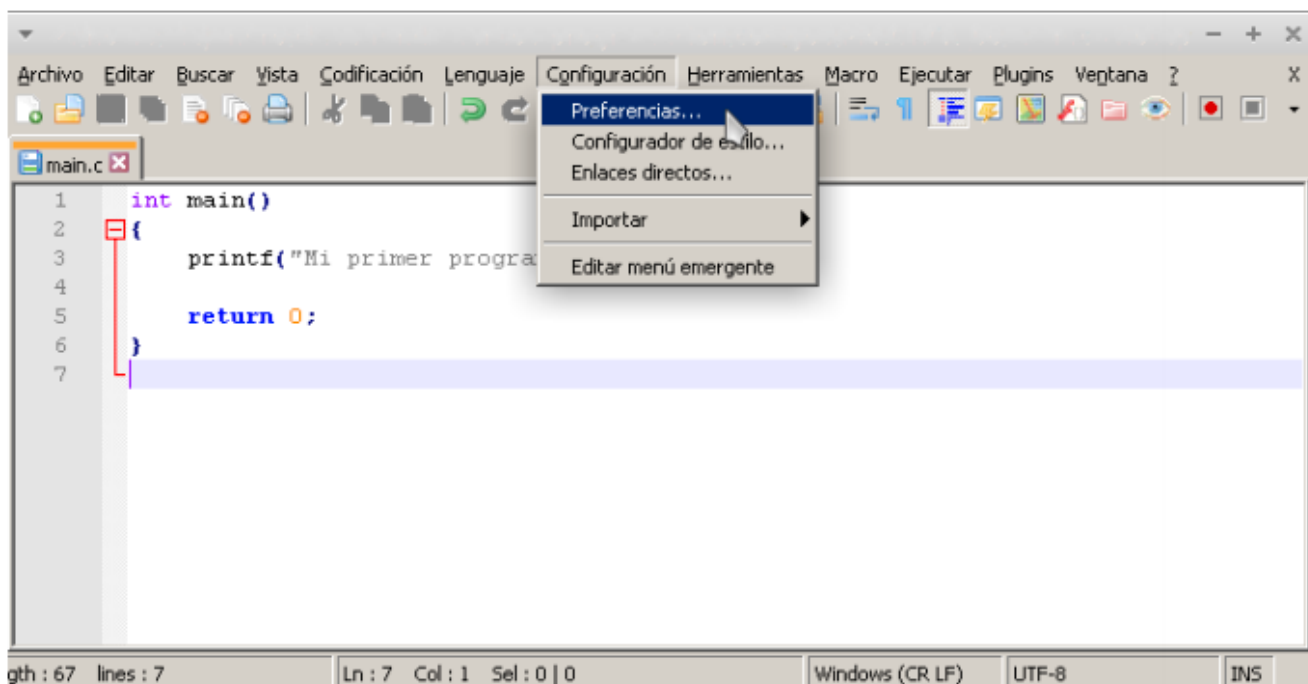 Archivo Editar Buscar Vista Codificación Lenguaje Configuración Herramientas Macro Ejecutar Plugins Ventana ? X
Preferencias...
Configurador de estilo...
Enlaces directos...
Importar
Editar menú emergente
main.c
1 int main()
2 {
3 printf("Mi primer progra
4
5 return 0;
6 }
7
gth : 67 lines : 7 Ln : 7 Col : 1 Sel : 0 | 0 Windows (CR LF) UTF-8 INS